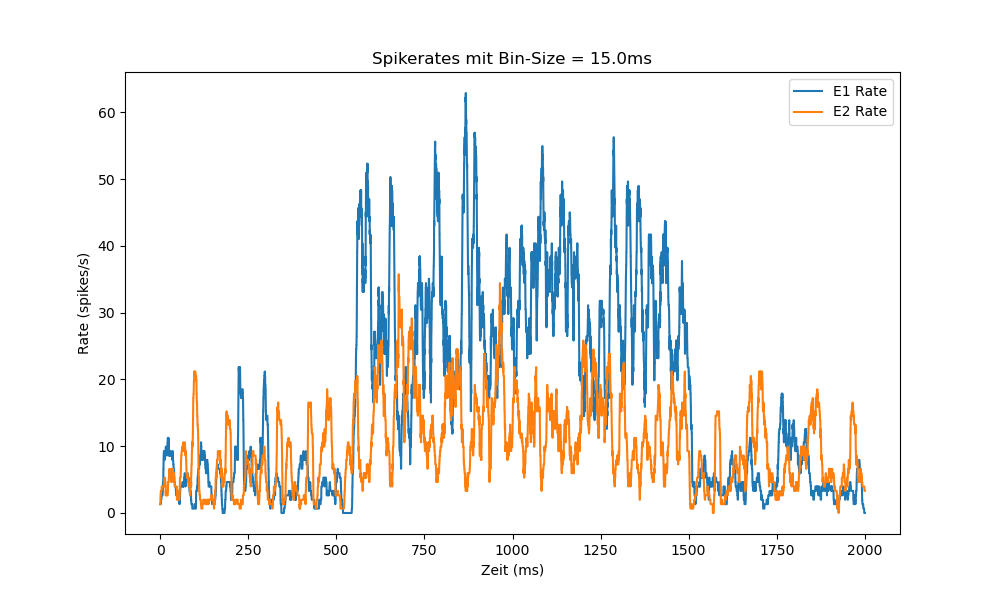 Spikerates mit Bin-Size = 15.0ms
E1 Rate
E2 Rate
60
50
40
30
20
10
0
Rate (spikes/s)
0 250 500 750 1000 1250 1500 1750 2000
Zeit (ms)